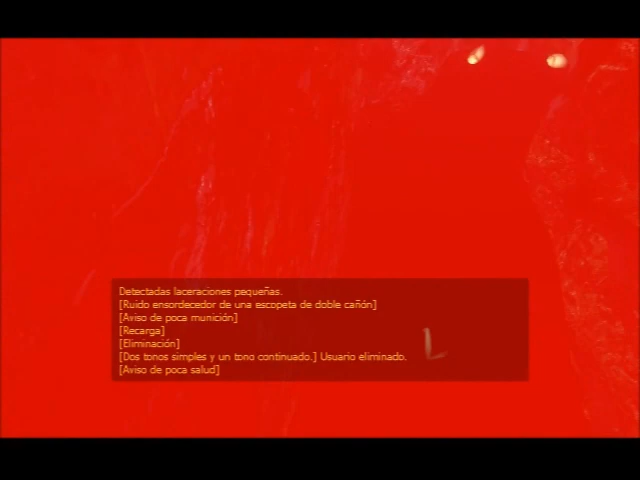 Detectadas laceraciones pequeñas.
[Ruido ensordecedor de una escopeta de doble cañón]
[Aviso de poca munición]
[Recarga]
[Eliminación]
[Dos tonos simples y un tono continuado.] Usuario eliminado.
[Aviso de poca salud]